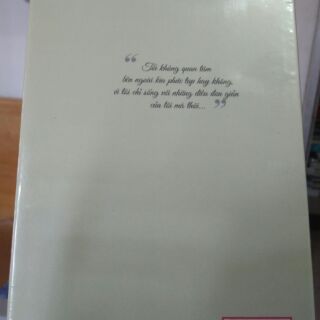 “ Tôi không quan tâm
bên ngoài kia phức tạp hay không,
vì tôi chỉ sống với những điều đơn giản
của tôi mà thôi... ”